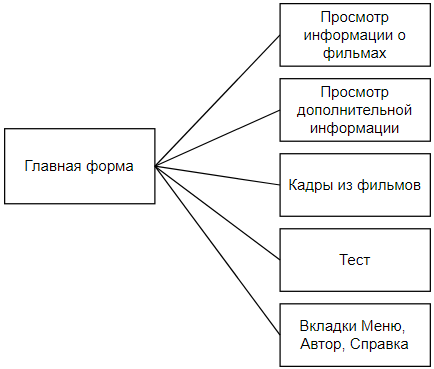 Просмотр
информации о
фильмах
Просмотр
дополнительной
информации
Главная форма
Кадры из фильмов
Тест
Вкладки Меню,
Автор, Справка